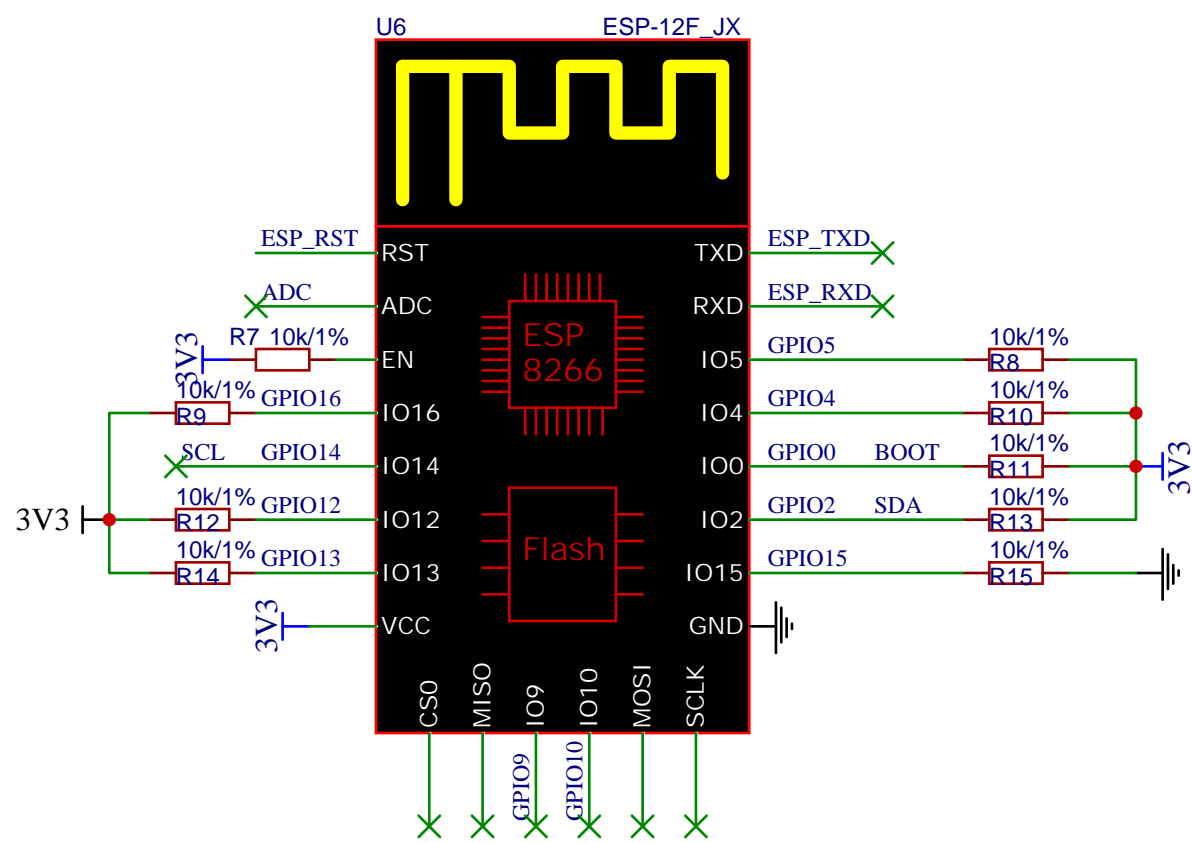 U6 ESP-12F_JX
ESP_RST RST TXD ESP_TXD
ADC ADC RXD ESP_RXD
ESP
8266
3V3 R7 10k/1% EN IO5 GPIO5 10k/1% R8
10k/1% R9 GPIO16 IO16 IO4 GPIO4 10k/1% R10
SCL GPIO14 IO14 IO0 GPIO0 BOOT 10k/1% R11 3V3
3V3 10k/1% R12 GPIO12 IO12 IO2 GPIO2 SDA 10k/1% R13
Flash
10k/1% R14 GPIO13 IO13 IO15 GPIO15 10k/1% R15
3V3 VCC GND
CS0 MISO IO9 IO10 MOSI SCLK
GPIO9 GPIO10